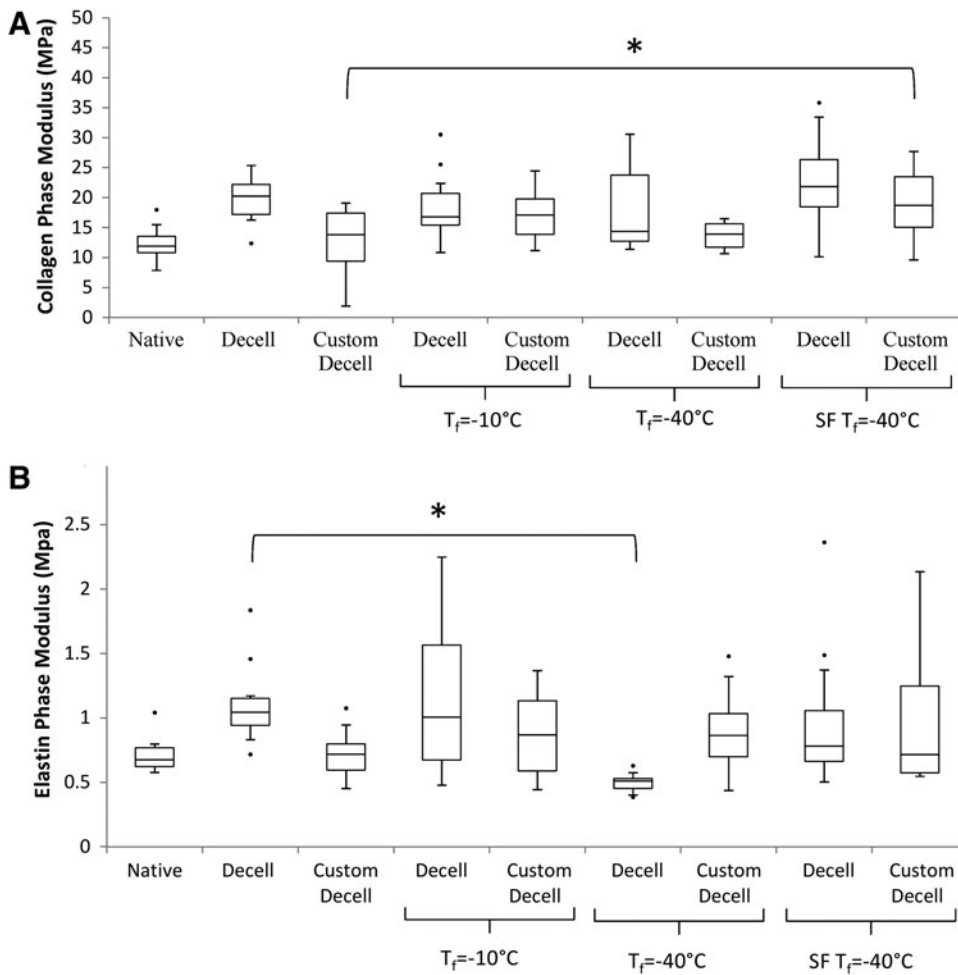 A
Collagen Phase Modulus (MPa)
50
45
40
35
30
25
20
15
10
5
0
*
Native Decell Custom Decell Custom Decell Custom Decell Custom
Decell Decell Decell Decell
Tf=-10°C Tf=-40°C SF Tf=-40°C
B
Elastin Phase Modulus (Mpa)
2.5
2
1.5
1
0.5
0
*
Native Decell Custom Decell Custom Decell Custom Decell Custom
Decell Decell Decell Decell
Tf=-10°C Tf=-40°C SF Tf=-40°C